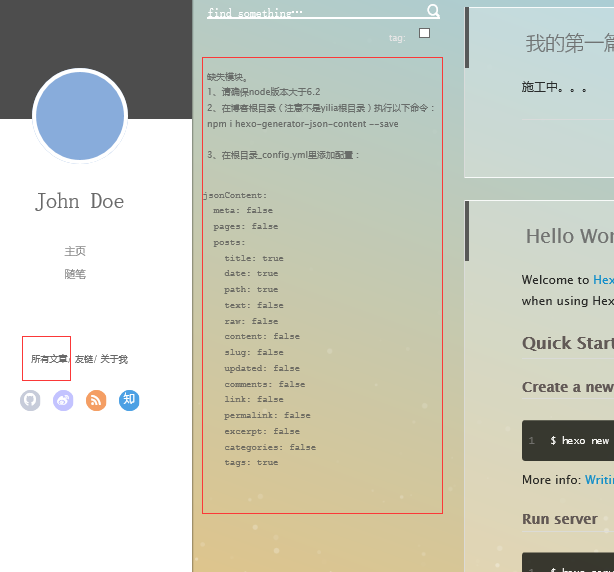 John Doe
主页
随笔
所有文章/ 友链/ 关于我
知
find something…
tag:
缺失模块。
1、请确保node版本大于6.2
2、在博客根目录（注意不是yilia根目录）执行以下命令：
npm i hexo-generator-json-content --save
3、在根目录_config.yml里添加配置：
jsonContent:
meta: false
pages: false
posts:
title: true
date: true
path: true
text: false
raw: false
content: false
slug: false
updated: false
comments: false
link: false
permalink: false
excerpt: false
categories: false
tags: true
我的第一篇
施工中。。。
Hello Wor
Welcome to Hex
when using Hex
Quick Start
Create a new
1 $ hexo new
More info: Writi
Run server